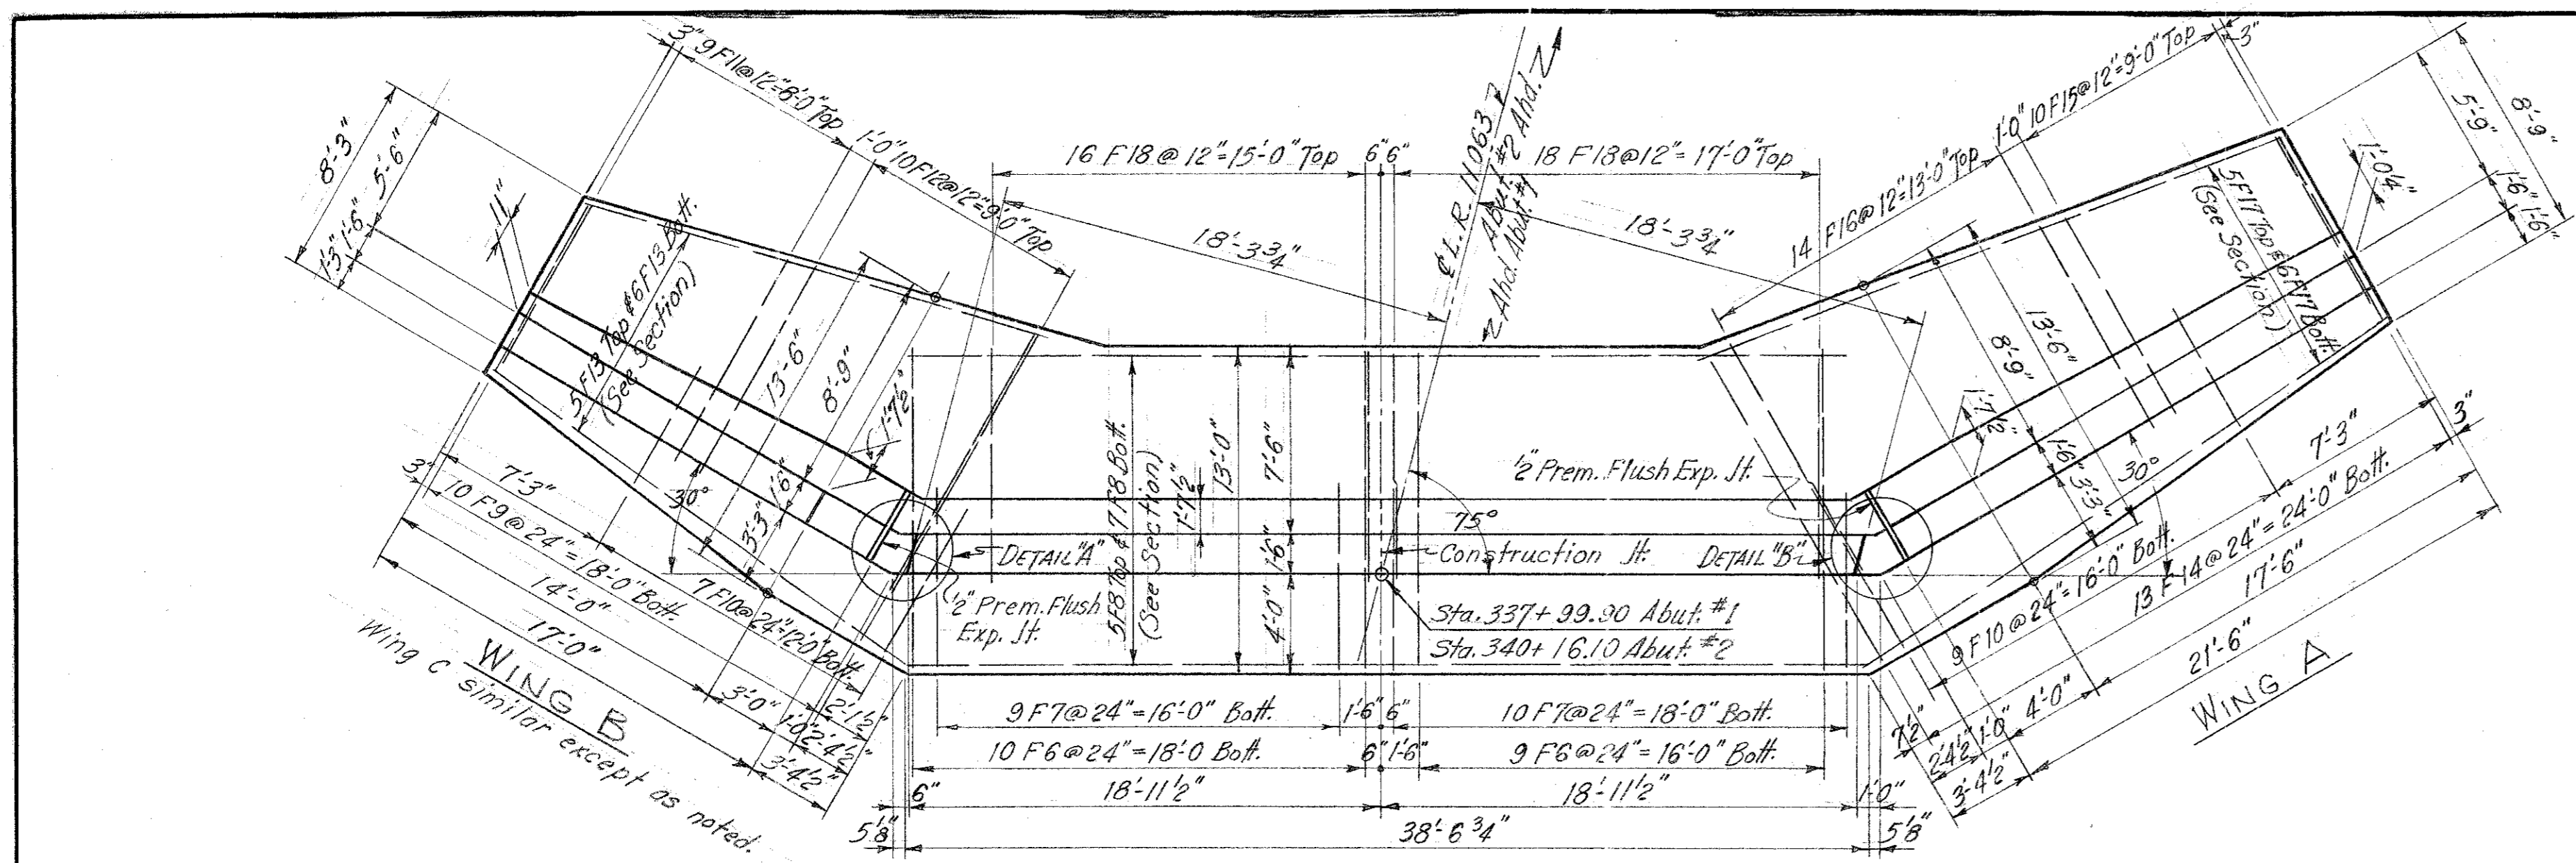 3" 9 F11@12"=8'-0" Top
1'-0" 10 F12@12"=9'-0" Top
8'-3"
5'-6"
1'-6"
1'-3"
11"
5 F13 Top & 6 F13 Bott.
(See Section)
13'-6"
8'-9"
1'-7½"
1'-6"
3'-3"
30°
16 F18 @ 12"=15'-0" Top
6" 6"
18 F18@12"=17'-0" Top
18'-3¾"
18'-3¾"
℄ L.R. 11063
Abut. #2 Ahd.
Ahd. Abut. #1
14 F16@12"=13'-0" Top
1'-0" 10 F15@12"=9'-0" Top
3"
8'-9"
5'-9"
1'-0¼"
1'-6" 1'-6"
5 F17 Top & 6 F17 Bott.
(See Section)
13'-6"
8'-9"
1'-7½"
1'-6"
3'-3"
30°
5 F8 Top & 7 F8 Bott.
(See Section)
13'-0"
7'-6"
1'-7½"
1'-6"
4'-0"
½" Prem. Flush Exp. Jt.
75°
Construction Jt.
DETAIL "A"
DETAIL "B"
½" Prem. Flush
Exp. Jt.
Sta. 337+99.90 Abut. #1
Sta. 340+16.10 Abut. #2
3"
7'-3"
10 F9@24"=18'-0" Bott.
7 F10@24"=12'-0" Bott.
14'-0"
17'-0"
3'-0"
1'-0"
2'-1½"
2'-4½"
3'-4½"
WING B
Wing C similar except as noted.
7'-3"
3"
9 F10@24"=16'-0" Bott.
13 F14@24"=24'-0" Bott.
17'-6"
21'-6"
7½"
2'-4½"
1'-0"
4'-0"
3'-4½"
WING A
9 F7@24"=16'-0" Bott.
1'-6" 6"
10 F7@24"=18'-0" Bott.
10 F6@24"=18'-0 Bott.
6" 1'-6"
9 F6@24"=16'-0" Bott.
6"
18'-11½"
18'-11½"
1'-0"
5⅛"
38'-6¾"
5⅛"